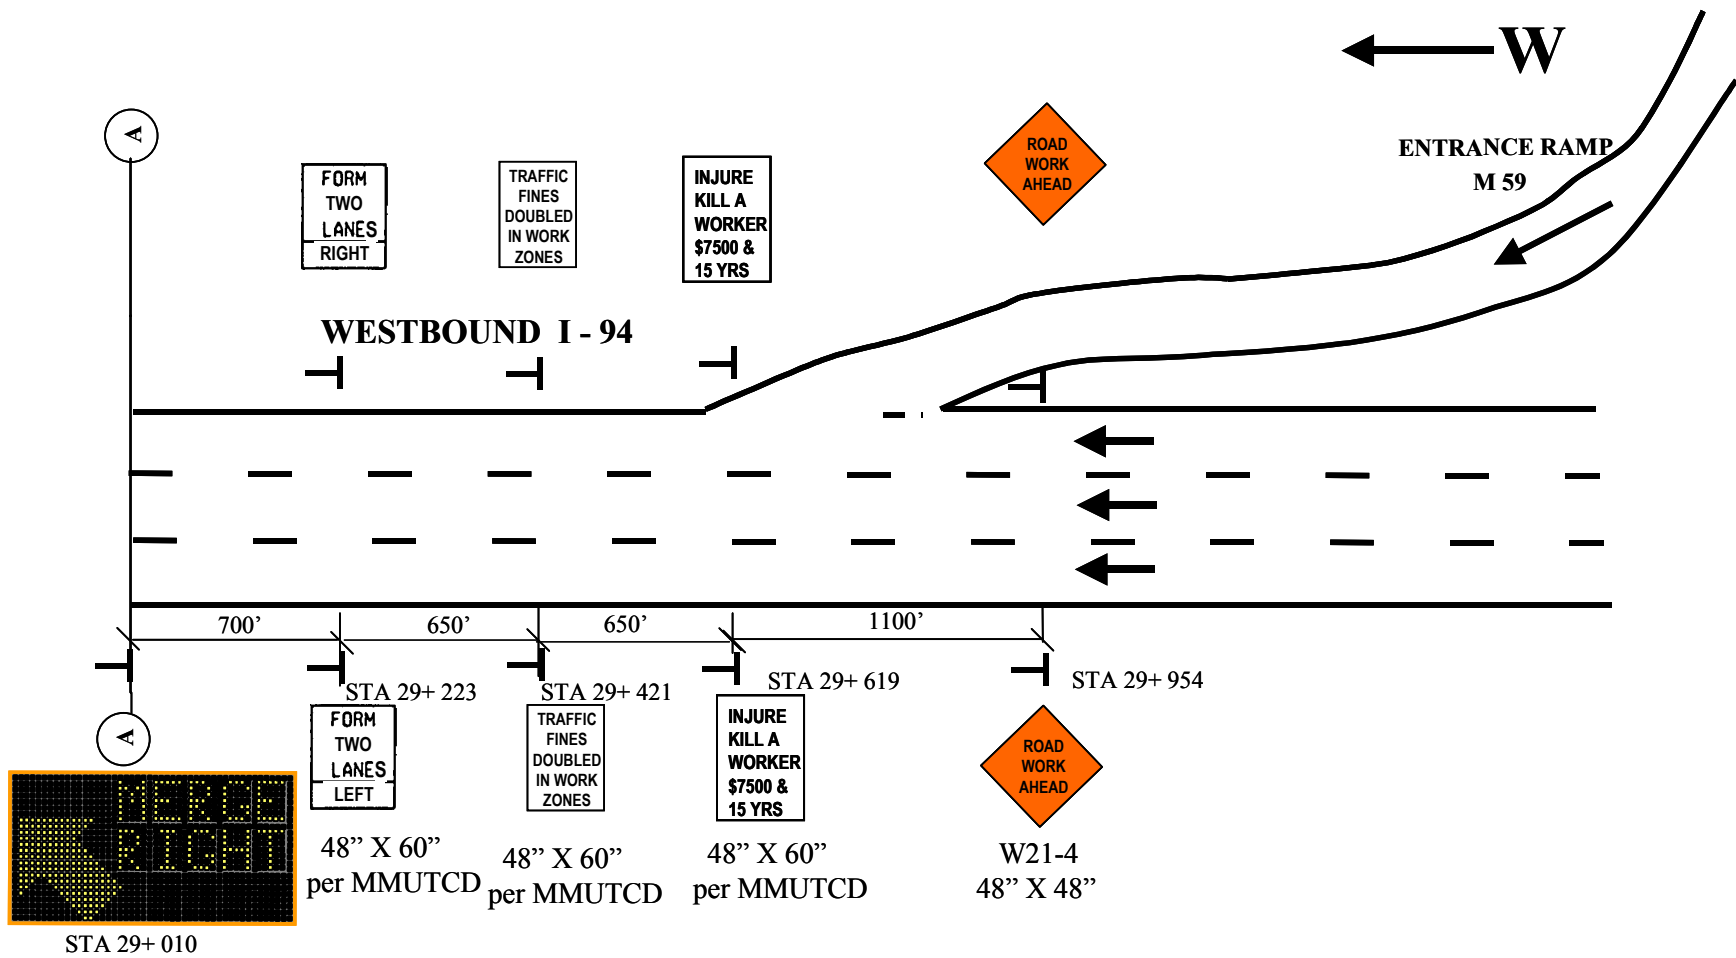 W
ENTRANCE RAMP
M 59
A
FORM
TWO
LANES
RIGHT
TRAFFIC
FINES
DOUBLED
IN WORK
ZONES
INJURE
KILL A
WORKER
$7500 &
15 YRS
ROAD
WORK
AHEAD
WESTBOUND I - 94
700’
650’
650’
1100’
STA 29+ 223
STA 29+ 421
STA 29+ 619
STA 29+ 954
A
FORM
TWO
LANES
LEFT
TRAFFIC
FINES
DOUBLED
IN WORK
ZONES
INJURE
KILL A
WORKER
$7500 &
15 YRS
ROAD
WORK
AHEAD
MERGE
RIGHT
48” X 60”
per MMUTCD
48” X 60”
per MMUTCD
48” X 60”
per MMUTCD
W21-4
48” X 48”
STA 29+ 010